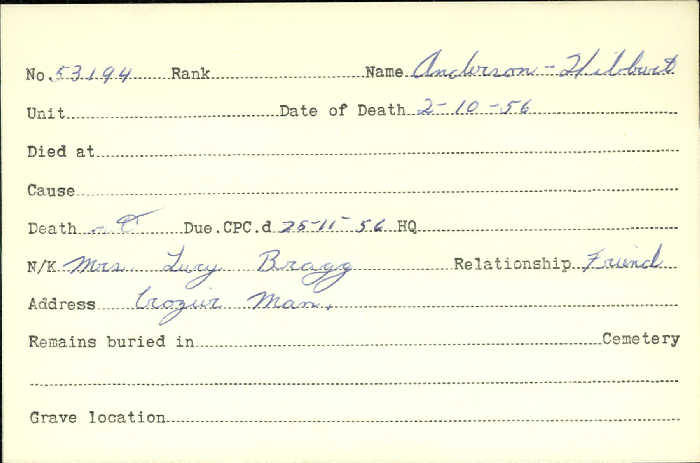 No. 53194 Rank Name Anderson - Hilbert
Unit Date of Death 2-10-56
Died at
Cause
Death Due. CPC.d 25-11-56 HQ
N/K Mrs. Lucy Bragg Relationship Friend
Address Crozier Man.
Remains buried in Cemetery
Grave location